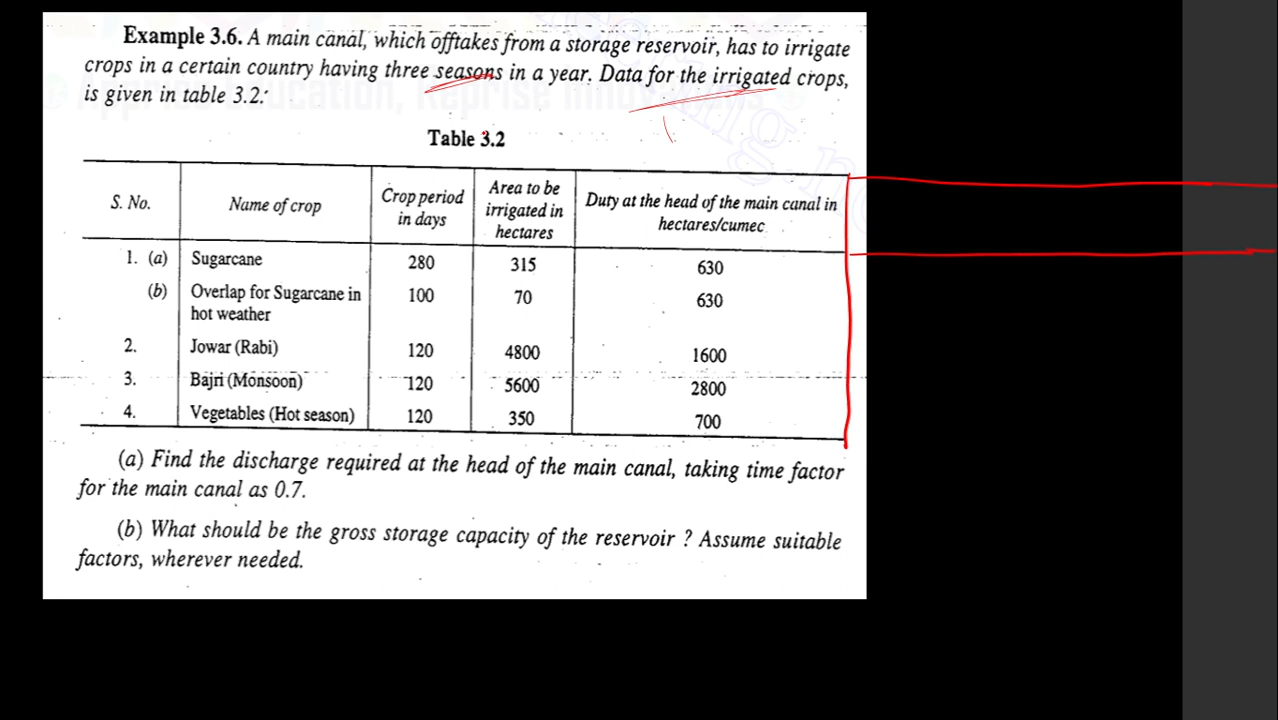 Example 3.6. A main canal, which offtakes from a storage reservoir, has to irrigate
crops in a certain country having three seasons in a year. Data for the irrigated crops,
is given in table 3.2.
Table 3.2
S. No. Name of crop Crop period in days Area to be irrigated in hectares Duty at the head of the main canal in hectares/cumec
1. (a) Sugarcane 280 315 630
(b) Overlap for Sugarcane in hot weather 100 70 630
2. Jowar (Rabi) 120 4800 1600
3. Bajri (Monsoon) 120 5600 2800
4. Vegetables (Hot season) 120 350 700
(a) Find the discharge required at the head of the main canal, taking time factor
for the main canal as 0.7.
(b) What should be the gross storage capacity of the reservoir ? Assume suitable
factors, wherever needed.